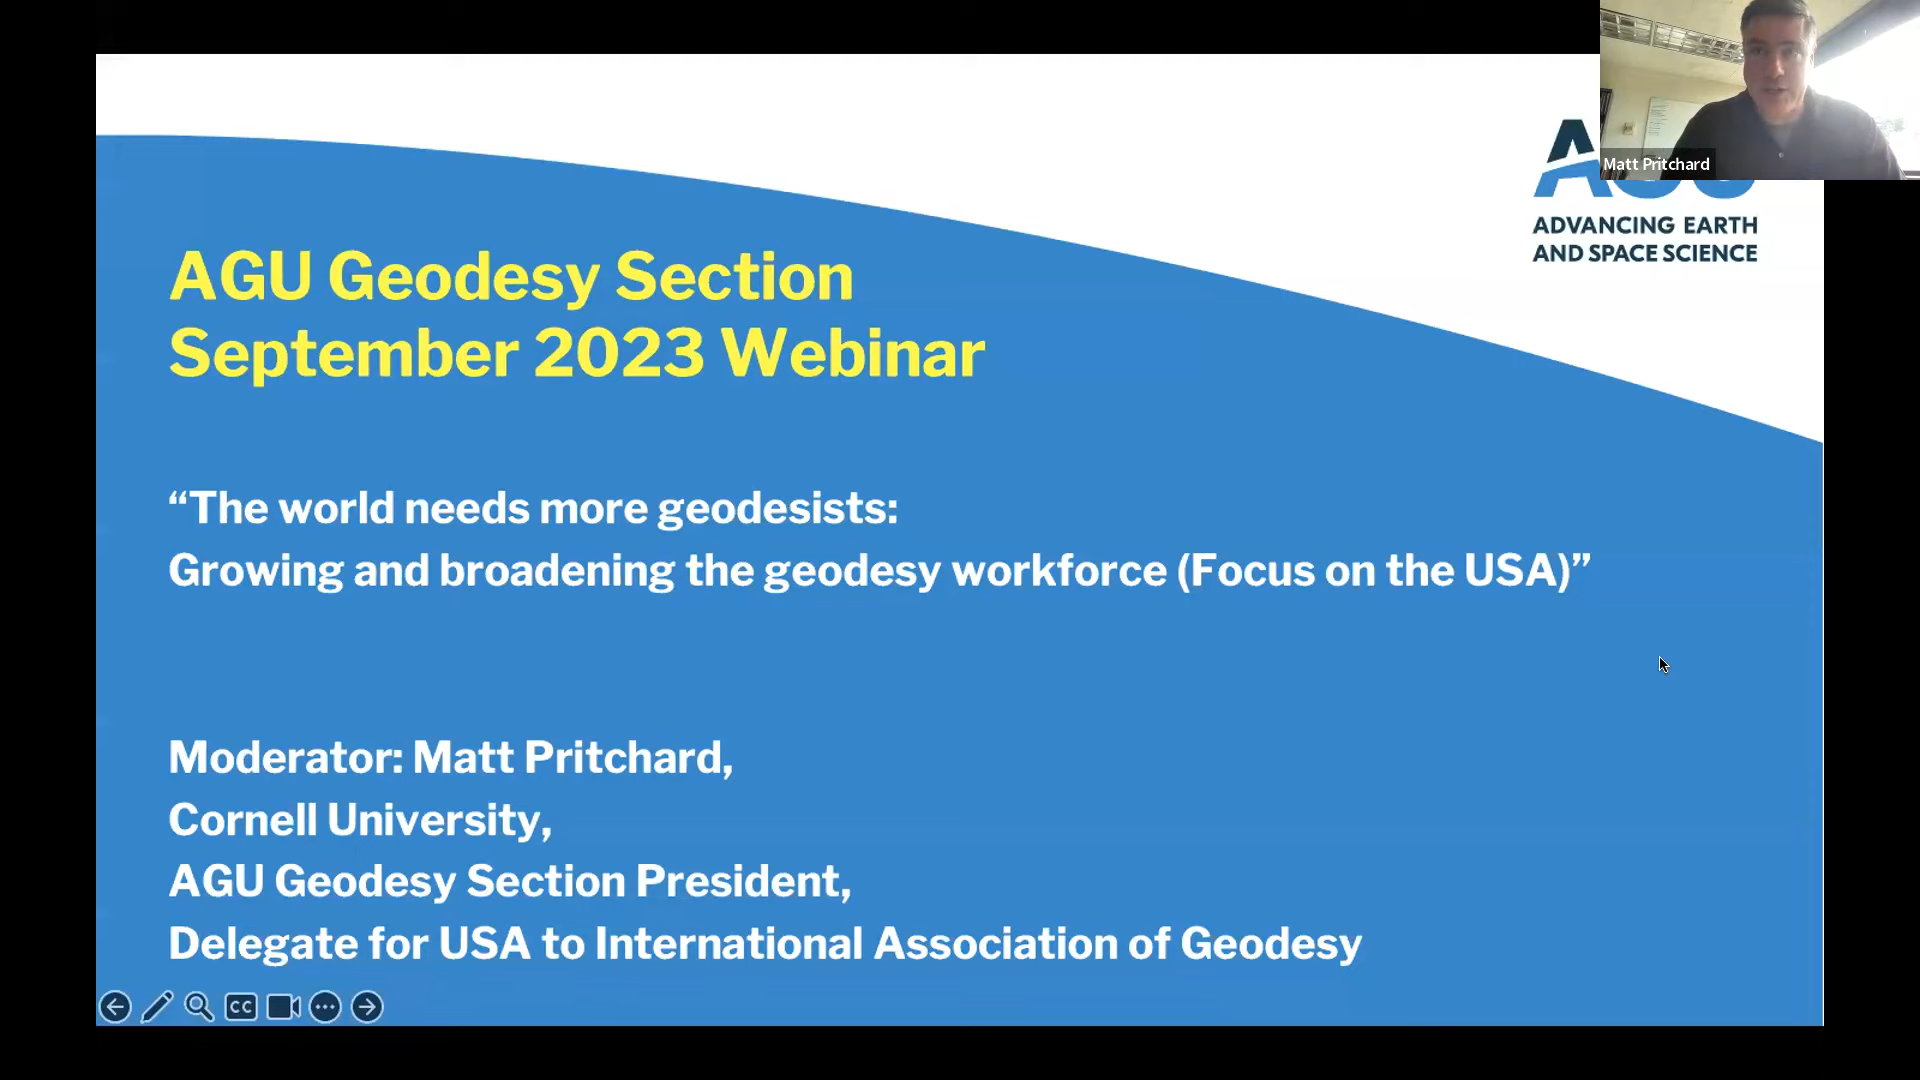 Matt Pritchard
ADVANCING EARTH
AND SPACE SCIENCE
AGU Geodesy Section
September 2023 Webinar
“The world needs more geodesists:
Growing and broadening the geodesy workforce (Focus on the USA)”
Moderator: Matt Pritchard,
Cornell University,
AGU Geodesy Section President,
Delegate for USA to International Association of Geodesy
CC